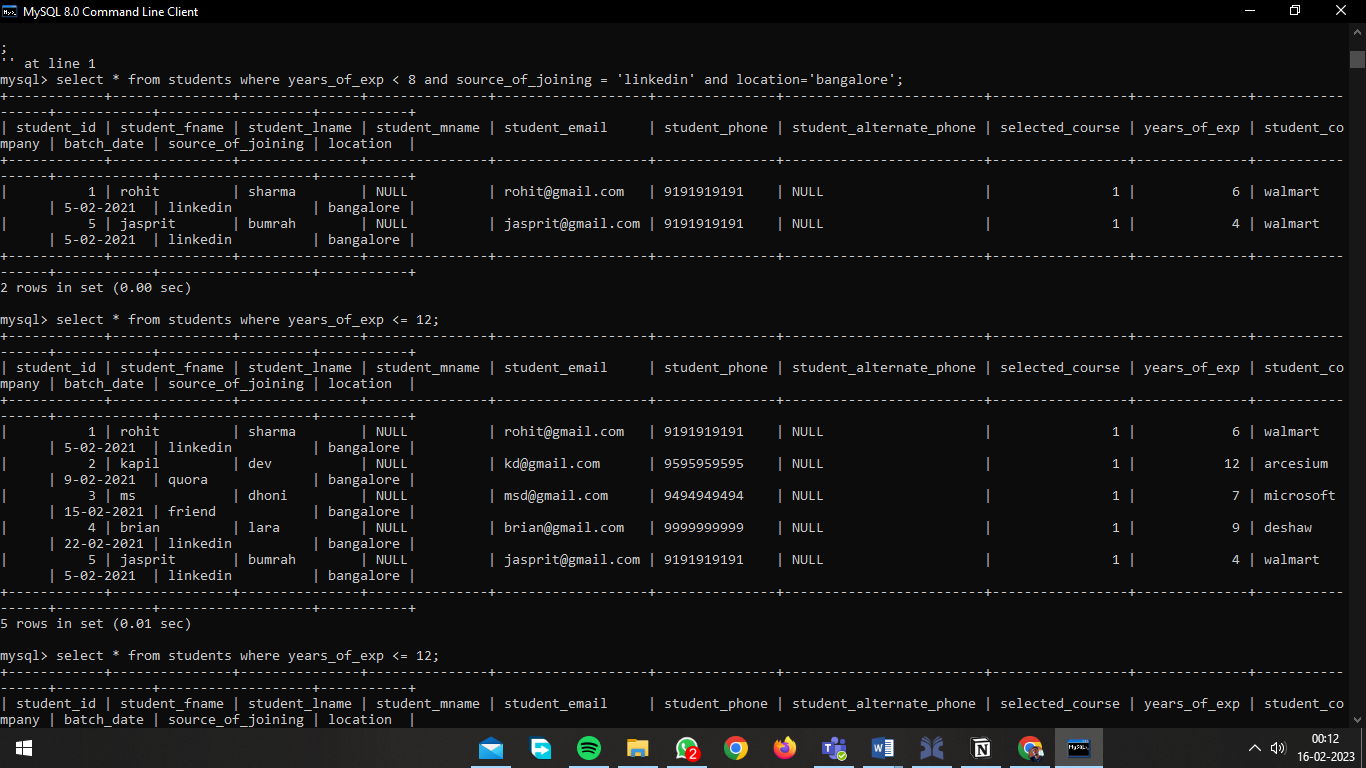 MySQL 8.0 Command Line Client
;
'' at line 1
mysql> select * from students where years_of_exp < 8 and source_of_joining = 'linkedin' and location='bangalore';
+------------+---------------+---------------+---------------+-------------------+---------------+-------------------------+-----------------+--------------+-----------
------+------------+-------------------+-----------+
| student_id | student_fname | student_lname | student_mname | student_email     | student_phone | student_alternate_phone | selected_course | years_of_exp | student_co
mpany | batch_date | source_of_joining | location  |
+------------+---------------+---------------+---------------+-------------------+---------------+-------------------------+-----------------+--------------+-----------
------+------------+-------------------+-----------+
|          1 | rohit         | sharma        | NULL          | rohit@gmail.com   | 9191919191    | NULL                    |               1 |            6 | walmart
      | 5-02-2021  | linkedin          | bangalore |
|          5 | jasprit       | bumrah        | NULL          | jasprit@gmail.com | 9191919191    | NULL                    |               1 |            4 | walmart
      | 5-02-2021  | linkedin          | bangalore |
+------------+---------------+---------------+---------------+-------------------+---------------+-------------------------+-----------------+--------------+-----------
------+------------+-------------------+-----------+
2 rows in set (0.00 sec)
mysql> select * from students where years_of_exp <= 12;
+------------+---------------+---------------+---------------+-------------------+---------------+-------------------------+-----------------+--------------+-----------
------+------------+-------------------+-----------+
| student_id | student_fname | student_lname | student_mname | student_email     | student_phone | student_alternate_phone | selected_course | years_of_exp | student_co
mpany | batch_date | source_of_joining | location  |
+------------+---------------+---------------+---------------+-------------------+---------------+-------------------------+-----------------+--------------+-----------
------+------------+-------------------+-----------+
|          1 | rohit         | sharma        | NULL          | rohit@gmail.com   | 9191919191    | NULL                    |               1 |            6 | walmart
      | 5-02-2021  | linkedin          | bangalore |
|          2 | kapil         | dev           | NULL          | kd@gmail.com      | 9595959595    | NULL                    |               1 |           12 | arcesium
      | 9-02-2021  | quora             | bangalore |
|          3 | ms            | dhoni         | NULL          | msd@gmail.com     | 9494949494    | NULL                    |               1 |            7 | microsoft
      | 15-02-2021 | friend            | bangalore |
|          4 | brian         | lara          | NULL          | brian@gmail.com   | 9999999999    | NULL                    |               1 |            9 | deshaw
      | 22-02-2021 | linkedin          | bangalore |
|          5 | jasprit       | bumrah        | NULL          | jasprit@gmail.com | 9191919191    | NULL                    |               1 |            4 | walmart
      | 5-02-2021  | linkedin          | bangalore |
+------------+---------------+---------------+---------------+-------------------+---------------+-------------------------+-----------------+--------------+-----------
------+------------+-------------------+-----------+
5 rows in set (0.01 sec)
mysql> select * from students where years_of_exp <= 12;
+------------+---------------+---------------+---------------+-------------------+---------------+-------------------------+-----------------+--------------+-----------
------+------------+-------------------+-----------+
| student_id | student_fname | student_lname | student_mname | student_email     | student_phone | student_alternate_phone | selected_course | years_of_exp | student_co
mpany | batch_date | source_of_joining | location  |
2
00:12
16-02-2023